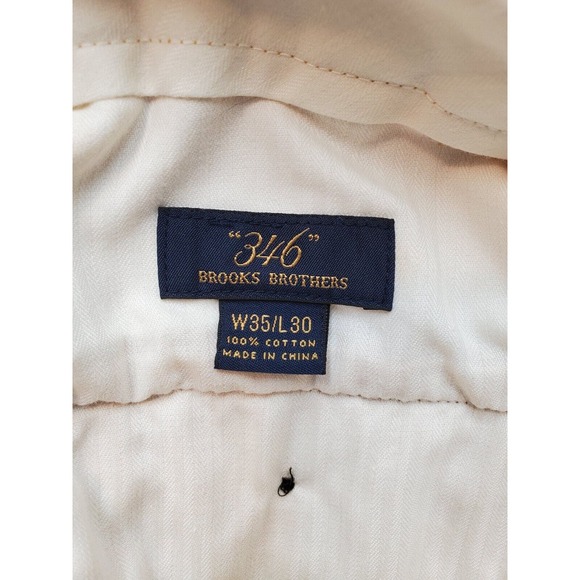 "346"
BROOKS BROTHERS
W35/L30
100% COTTON
MADE IN CHINA